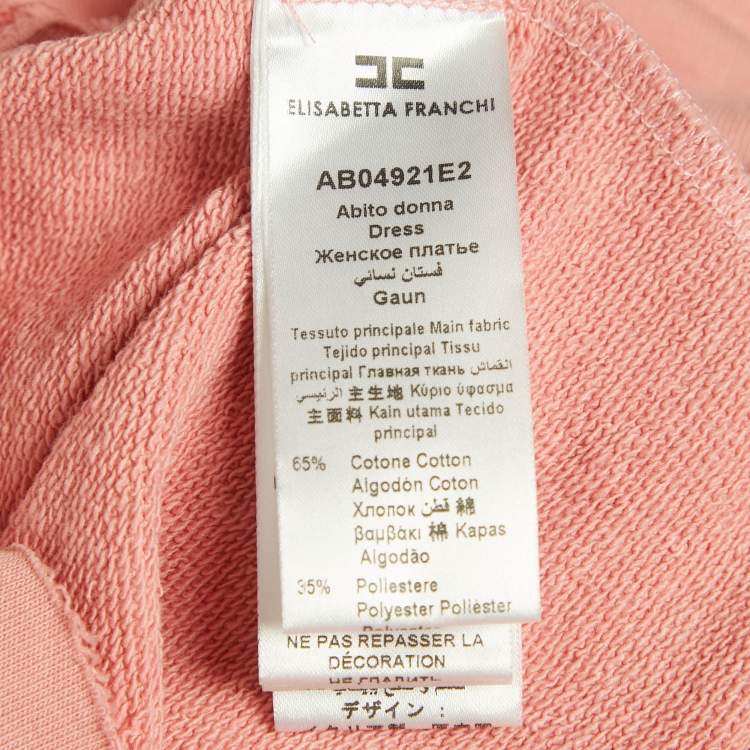 ELISABETTA FRANCHI
AB04921E2
Abito donna
Dress
Женское платье
فستان نسائي
Gaun
Tessuto principale Main fabric
Tejido principal Tissu
principal Главная ткань القماش
الرئيسي 主生地 Κύριο ύφασμα
主面料 Kain utama Tecido
principal
65% Cotone Cotton
Algodón Coton
Хлопок قطن 綿
βαμβάκι 棉 Kapas
Algodão
35% Poliestere
Polyester Poliéster
NE PAS REPASSER LA
DÉCORATION
НЕ ГЛАДИТЬ
デザイン：